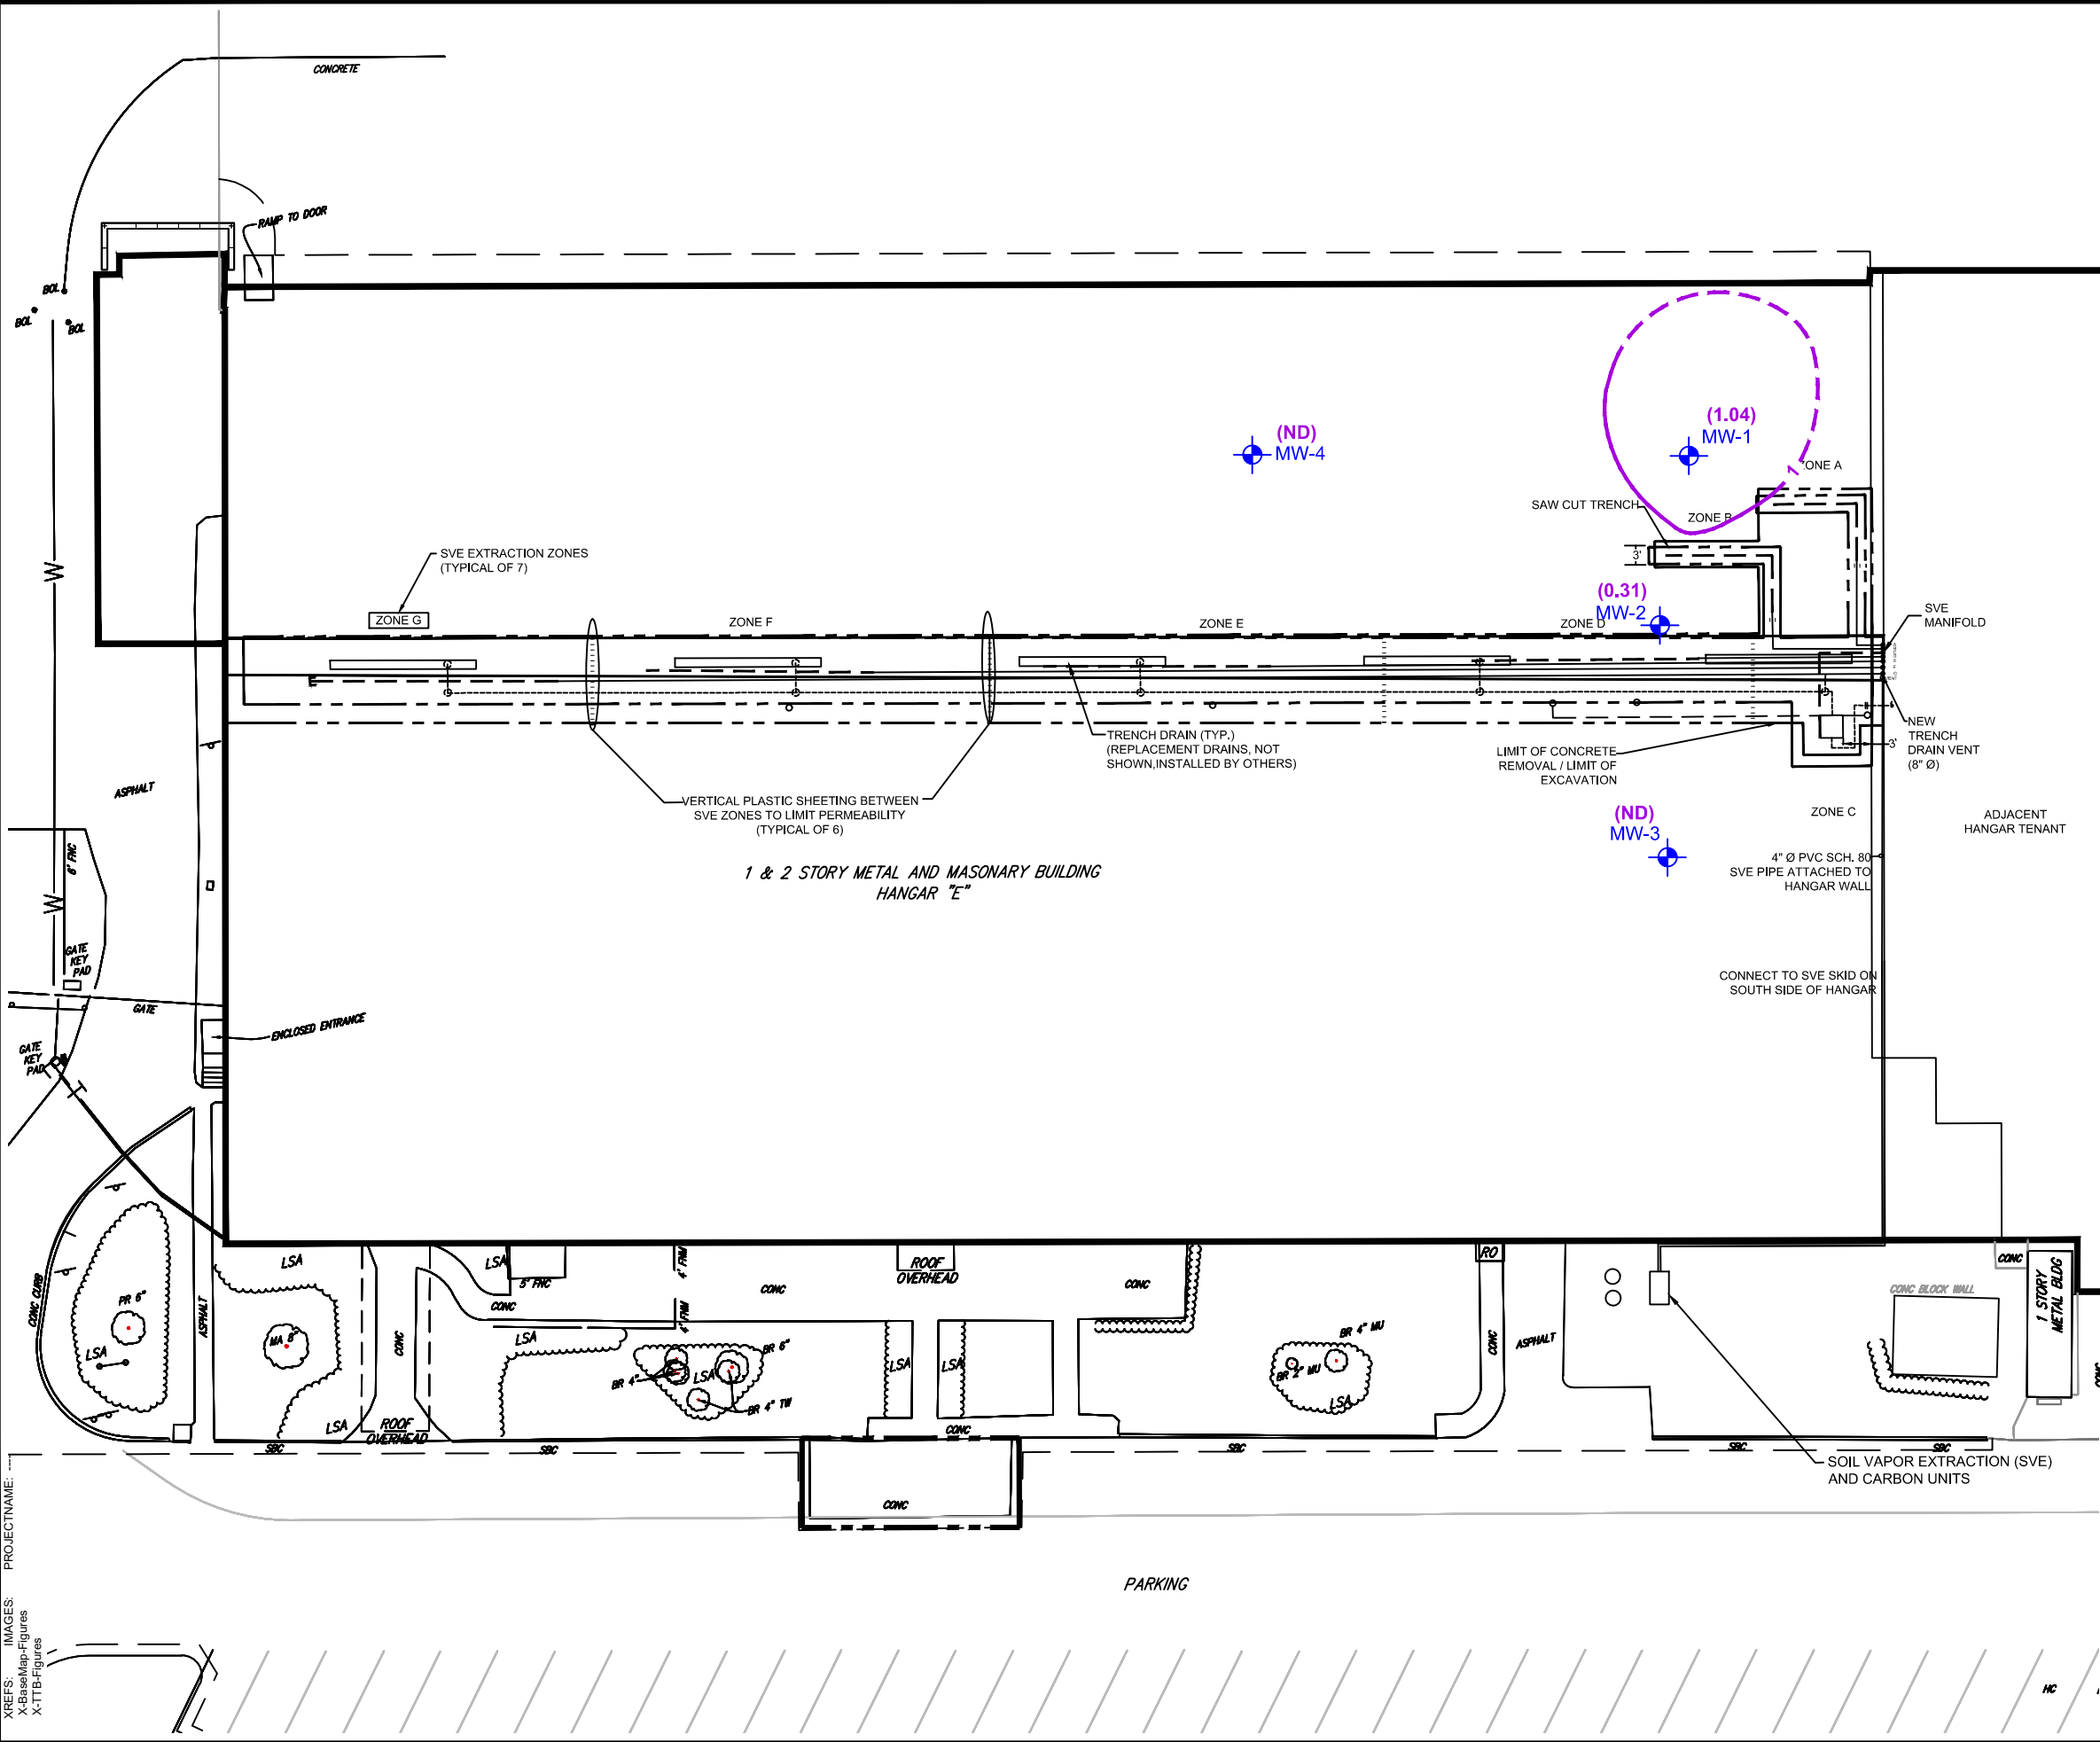 CONCRETE
RAMP TO DOOR
BOL
BOL
BOL
(1.04)
MW-1
(ND)
MW-4
1
ZONE A
SAW CUT TRENCH
ZONE B
3'
SVE EXTRACTION ZONES
(TYPICAL OF 7)
W
(0.31)
MW-2
ZONE G
ZONE F
ZONE E
ZONE D
SVE
MANIFOLD
NEW
TRENCH
DRAIN VENT
(8" Ø)
3'
TRENCH DRAIN (TYP.)
(REPLACEMENT DRAINS, NOT
SHOWN,INSTALLED BY OTHERS)
LIMIT OF CONCRETE
REMOVAL / LIMIT OF
EXCAVATION
ASPHALT
VERTICAL PLASTIC SHEETING BETWEEN
SVE ZONES TO LIMIT PERMEABILITY
(TYPICAL OF 6)
(ND)
MW-3
ZONE C
ADJACENT
HANGAR TENANT
6' FNC
1 & 2 STORY METAL AND MASONARY BUILDING
HANGAR "E"
4" Ø PVC SCH. 80
SVE PIPE ATTACHED TO
HANGAR WALL
W
GATE
KEY
PAD
CONNECT TO SVE SKID ON
SOUTH SIDE OF HANGAR
GATE
ENCLOSED ENTRANCE
GATE
KEY
PAD
T
T
LSA
LSA
5' FNC
4' FNM
ROOF
OVERHEAD
RO
CONC
CONC CURB
PR 6"
LSA
ASPHALT
MA 8"
CONC
CONC
CONC
CONC
4' FNM
LSA
BR 6"
BR 4"
LSA
BR 4" TW
LSA
LSA
BR 4" MU
BR 2" MU
LSA
CONC
ASPHALT
CONC BLOCK WALL
1 STORY
METAL BLDG
CONC
LSA
ROOF
OVERHEAD
CONC
SBC
SBC
SBC
SBC
SBC
SOIL VAPOR EXTRACTION (SVE)
AND CARBON UNITS
CONC
PARKING
HC
XREFS:
IMAGES:
PROJECTNAME: ----
X-BaseMap-Figures
X-TTB-Figures